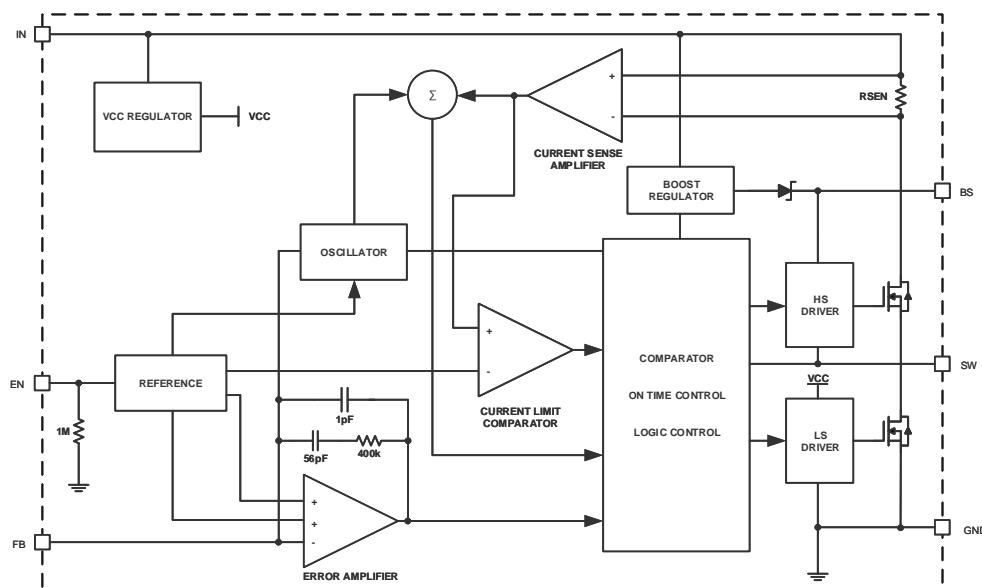 IN
VCC REGULATOR
VCC
Σ
+
-
RSEN
CURRENT SENSE
AMPLIFIER
BOOST
REGULATOR
BS
OSCILLATOR
HS
DRIVER
+
-
CURRENT LIMIT
COMPARATOR
COMPARATOR
ON TIME CONTROL
LOGIC CONTROL
SW
EN
REFERENCE
1M
1pF
56pF
400k
VCC
LS
DRIVER
+
+
-
FB
ERROR AMPLIFIER
GND